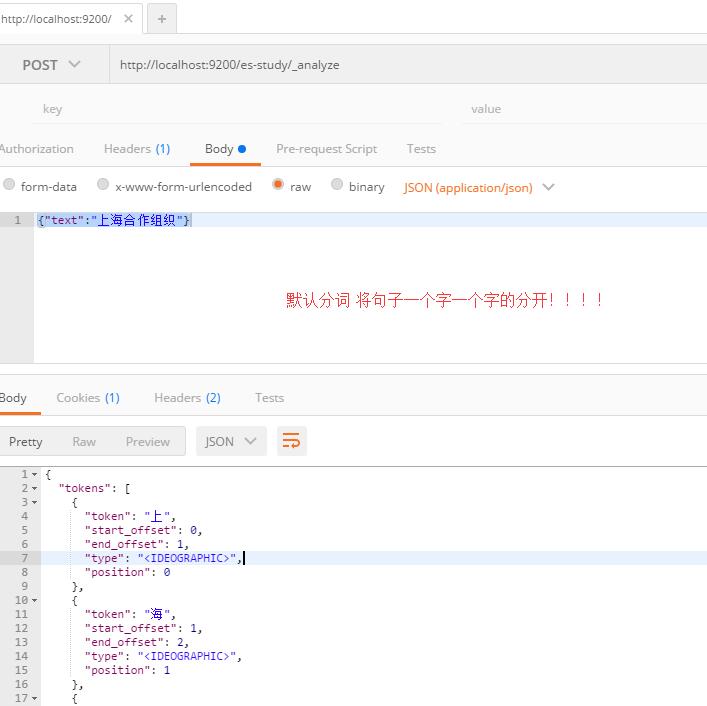 http://localhost:9200/ × +
POST http://localhost:9200/es-study/_analyze
key value
Authorization Headers (1) Body Pre-request Script Tests
form-data x-www-form-urlencoded raw binary JSON (application/json)
1 {"text":"上海合作组织"}
默认分词 将句子一个字一个字的分开！！！！
Body Cookies (1) Headers (2) Tests
Pretty Raw Preview JSON
1 {
2 "tokens": [
3 {
4 "token": "上",
5 "start_offset": 0,
6 "end_offset": 1,
7 "type": "<IDEOGRAPHIC>",
8 "position": 0
9 },
10 {
11 "token": "海",
12 "start_offset": 1,
13 "end_offset": 2,
14 "type": "<IDEOGRAPHIC>",
15 "position": 1
16 },
17 {